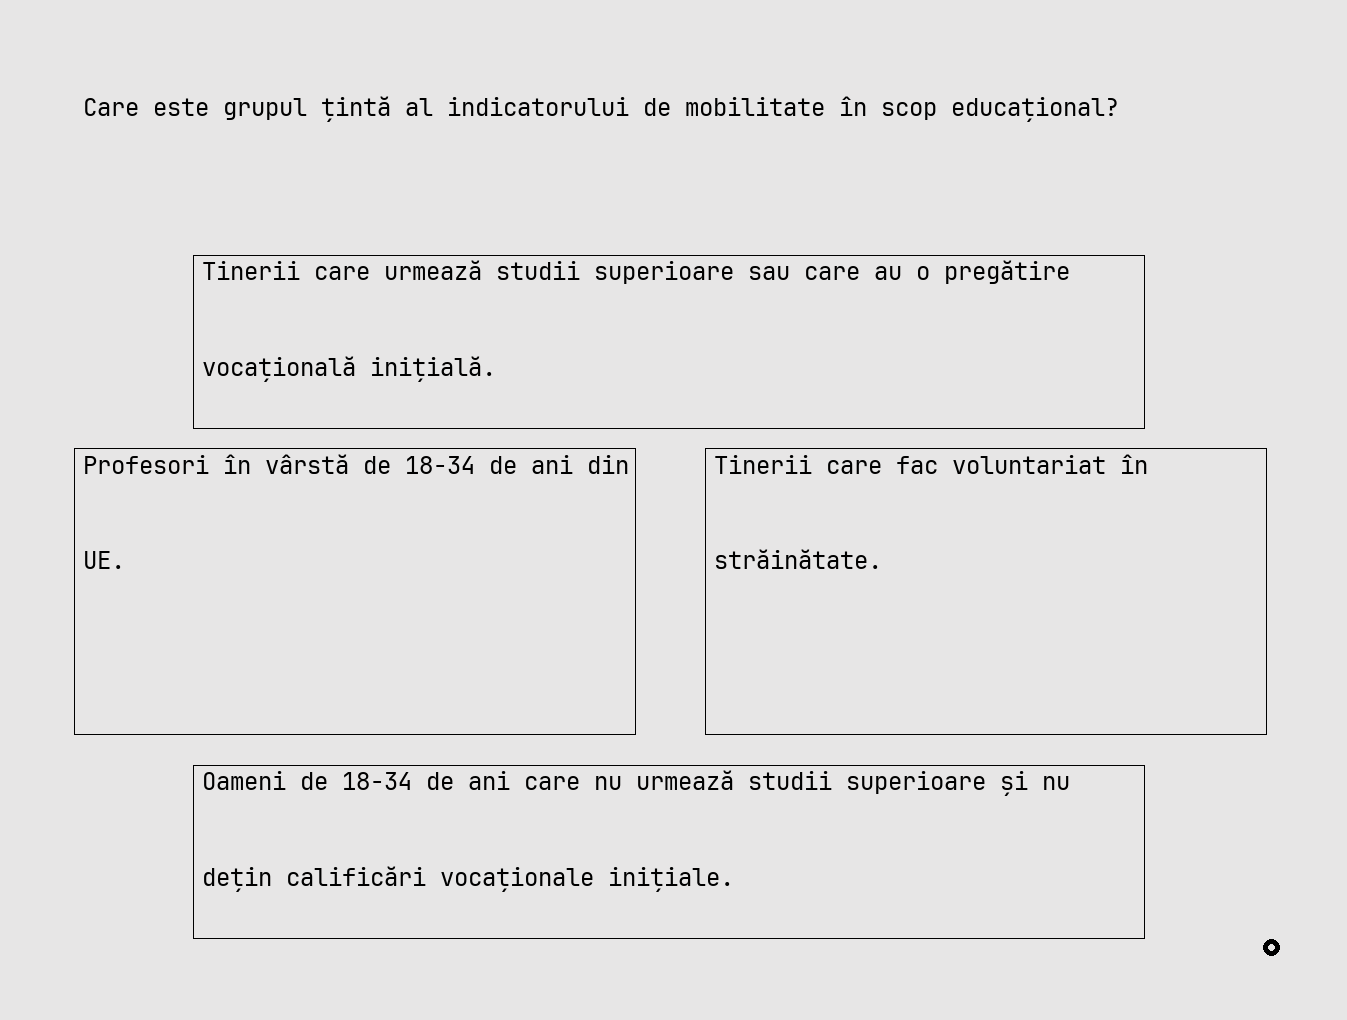 Care este grupul țintă al indicatorului de mobilitate în scop educațional?
Tinerii care urmează studii superioare sau care au o pregătire
vocațională inițială.
Profesori în vârstă de 18-34 de ani din
UE.
Tinerii care fac voluntariat în
străinătate.
Oameni de 18-34 de ani care nu urmează studii superioare și nu
dețin calificări vocaționale inițiale.